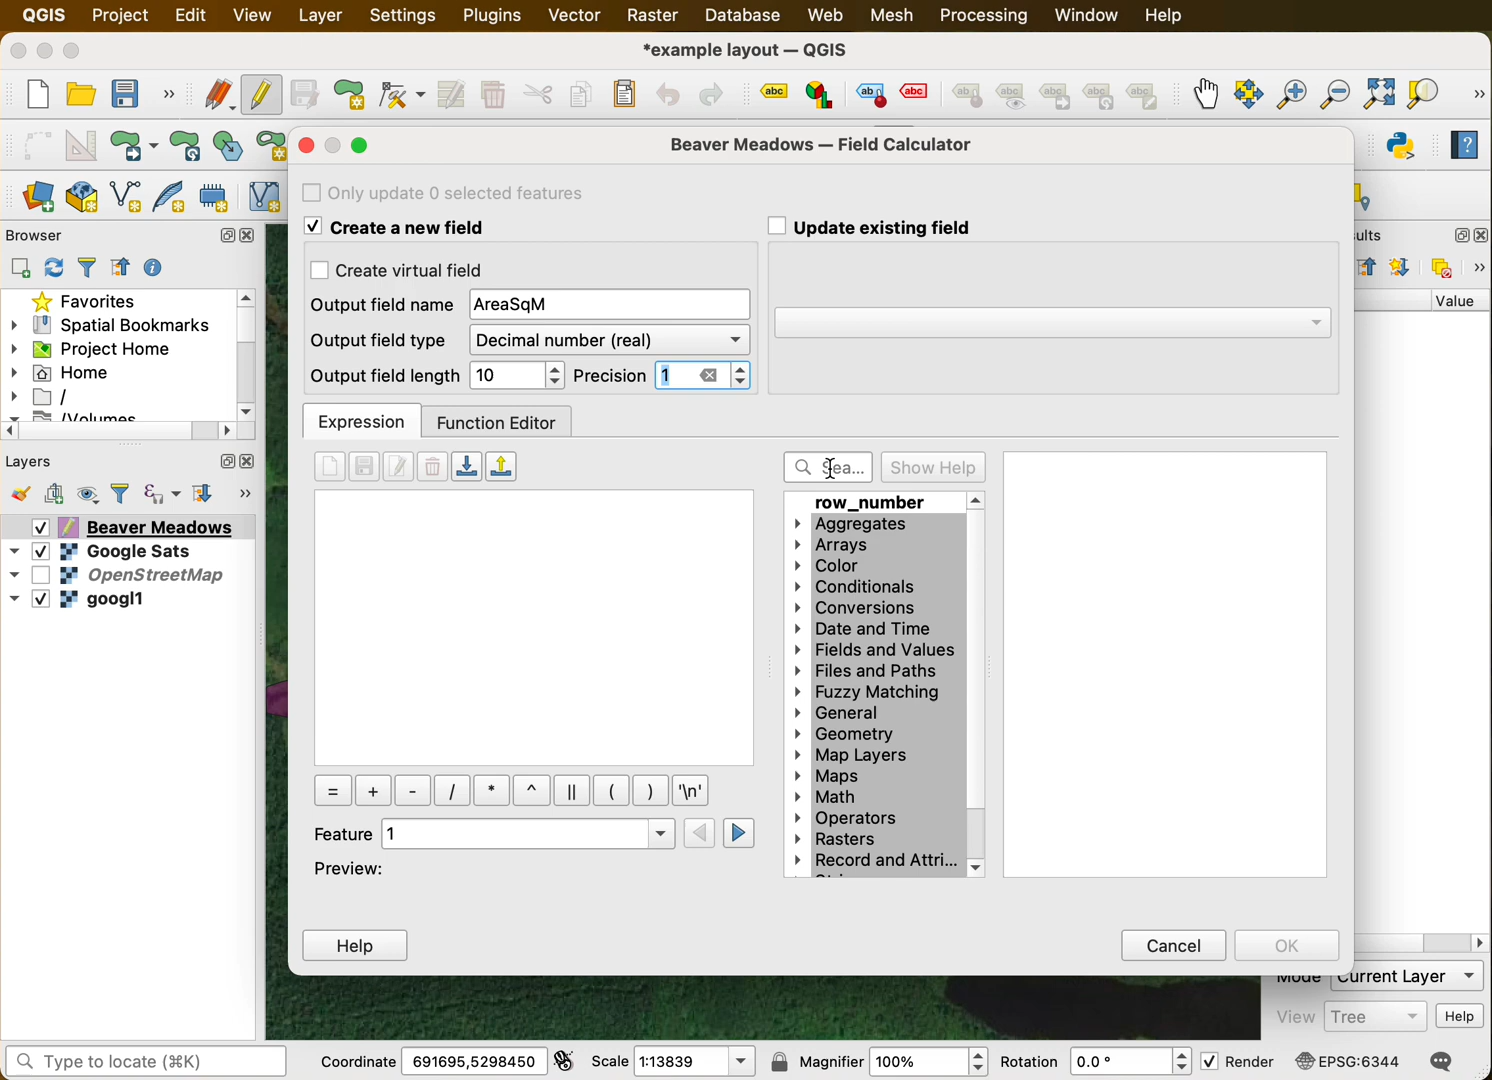 QGIS Project Edit View Layer Settings Plugins Vector Raster Database Web Mesh Processing Window Help
*example layout — QGIS
Beaver Meadows — Field Calculator
Only update 0 selected features
Create a new field
Update existing field
Create virtual field
Output field name AreaSqM
Output field type Decimal number (real)
Output field length 10 Precision 1
Expression Function Editor
Show Help
row_number
Aggregates
Arrays
Color
Conditionals
Conversions
Date and Time
Fields and Values
Files and Paths
Fuzzy Matching
General
Geometry
Map Layers
Maps
Math
Operators
Rasters
Record and Attri...
= + - / * ^ || ( ) '\n'
Feature 1
Preview:
Help Cancel OK
Browser
Favorites
Spatial Bookmarks
Project Home
Home
/
/Volumes
Layers
Beaver Meadows
Google Sats
OpenStreetMap
googl1
ults
Value
Mode Current Layer
View Tree Help
Type to locate (⌘K) Coordinate 691695,5298450 Scale 1:13839 Magnifier 100% Rotation 0.0 ° Render EPSG:6344